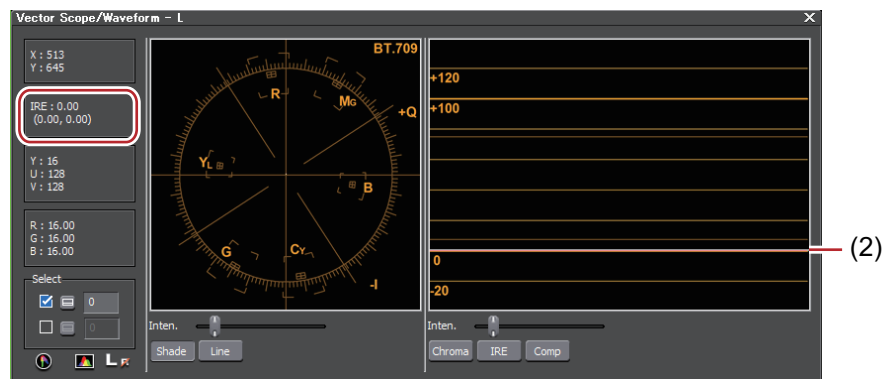 Vector Scope/Waveform - L
X
X : 513
Y : 645
IRE : 0.00
(0.00, 0.00)
Y : 16
U : 128
V : 128
R : 16.00
G : 16.00
B : 16.00
Select
0
0
L R
BT.709
R
MG
+Q
YL
B
G
CY
-I
Inten.
Shade Line
+120
+100
0
-20
Inten.
Chroma IRE Comp
(2)